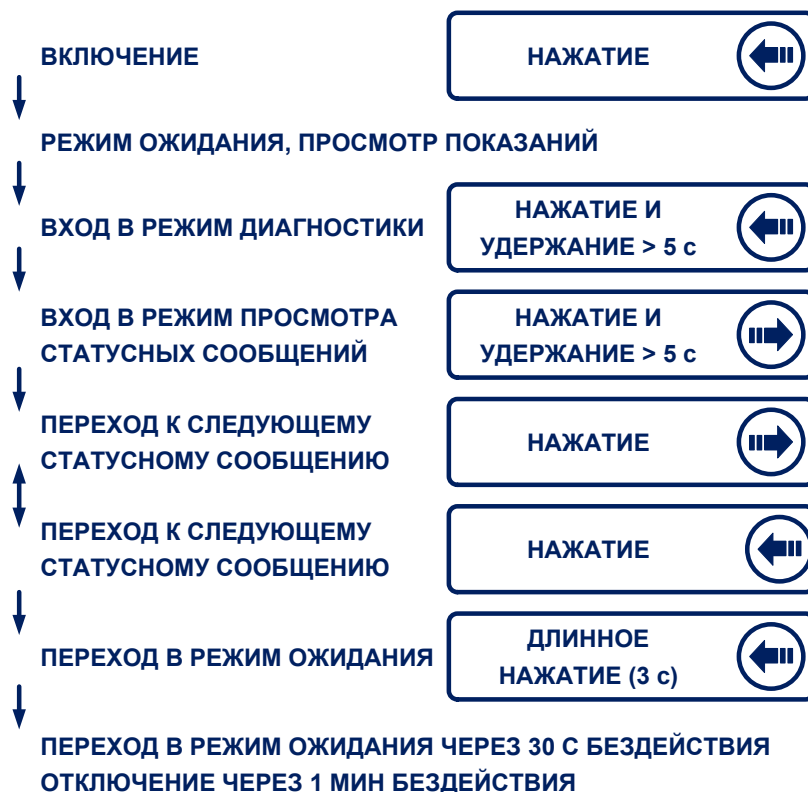 ВКЛЮЧЕНИЕ
НАЖАТИЕ
РЕЖИМ ОЖИДАНИЯ, ПРОСМОТР ПОКАЗАНИЙ
ВХОД В РЕЖИМ ДИАГНОСТИКИ
НАЖАТИЕ И
УДЕРЖАНИЕ > 5 с
ВХОД В РЕЖИМ ПРОСМОТРА
СТАТУСНЫХ СООБЩЕНИЙ
НАЖАТИЕ И
УДЕРЖАНИЕ > 5 с
ПЕРЕХОД К СЛЕДУЮЩЕМУ
СТАТУСНОМУ СООБЩЕНИЮ
НАЖАТИЕ
ПЕРЕХОД К СЛЕДУЮЩЕМУ
СТАТУСНОМУ СООБЩЕНИЮ
НАЖАТИЕ
ПЕРЕХОД В РЕЖИМ ОЖИДАНИЯ
ДЛИННОЕ
НАЖАТИЕ (3 с)
ПЕРЕХОД В РЕЖИМ ОЖИДАНИЯ ЧЕРЕЗ 30 С БЕЗДЕЙСТВИЯ
ОТКЛЮЧЕНИЕ ЧЕРЕЗ 1 МИН БЕЗДЕЙСТВИЯ